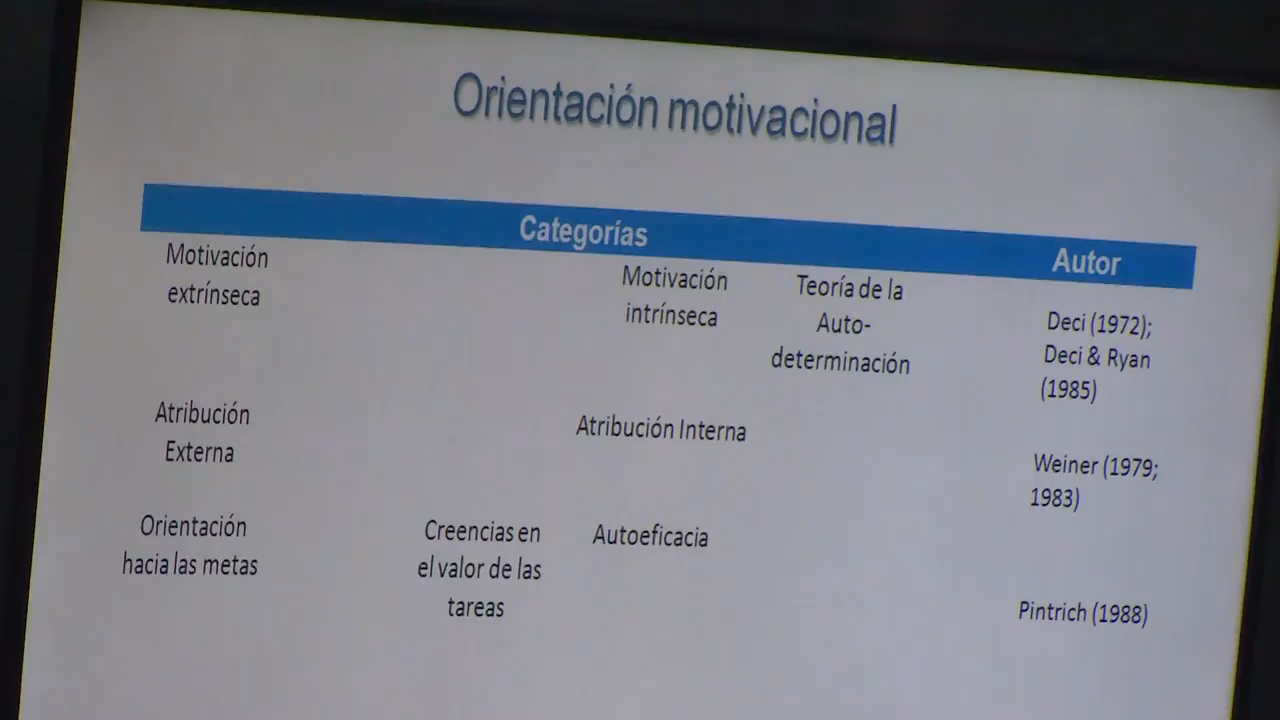 Orientación motivacional
Categorías
Autor
Motivación
extrínseca
Motivación
intrínseca
Teoría de la
Auto-
determinación
Deci (1972);
Deci & Ryan
(1985)
Atribución
Externa
Atribución Interna
Weiner (1979;
1983)
Orientación
hacia las metas
Creencias en
el valor de las
tareas
Autoeficacia
Pintrich (1988)